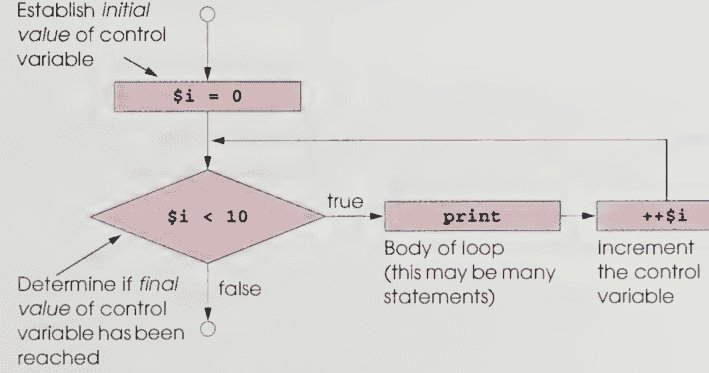 Establish initial
value of control
variable
$i = 0
$i < 10
true
print
++$i
Body of loop
(this may be many
statements)
Increment
the control
variable
false
Determine if final
value of control
variable has been
reached